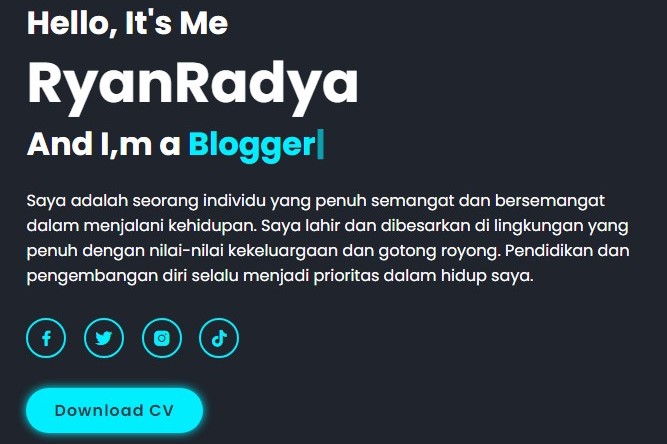 Hello, It's Me
RyanRadya
And I,m a Blogger
Saya adalah seorang individu yang penuh semangat dan bersemangat
dalam menjalani kehidupan. Saya lahir dan dibesarkan di lingkungan yang
penuh dengan nilai-nilai kekeluargaan dan gotong royong. Pendidikan dan
pengembangan diri selalu menjadi prioritas dalam hidup saya.
Download CV